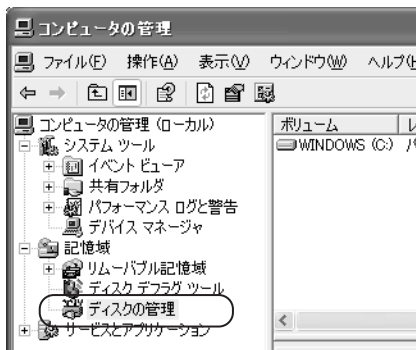 コンピュータの管理
ファイル(F) 操作(A) 表示(V) ウィンドウ(W) ヘルプ(H
コンピュータの管理 (ローカル)
システム ツール
イベント ビューア
共有フォルダ
パフォーマンス ログと警告
デバイス マネージャ
記憶域
リムーバブル記憶域
ディスク デフラグ ツール
ディスクの管理
サービスとアプリケーション
ボリューム
WINDOWS (C:)